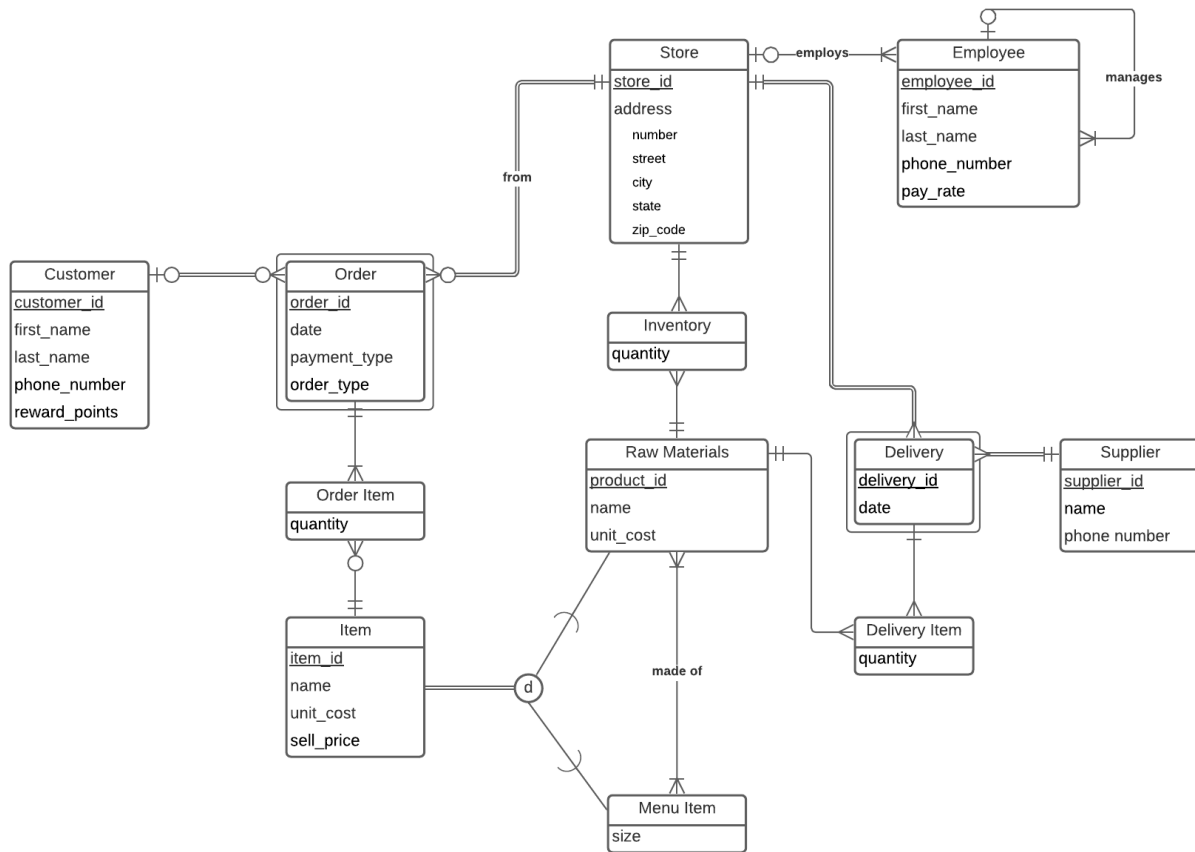 Store
store_id
address
number
street
city
state
zip_code
employs
Employee
employee_id
first_name
last_name
phone_number
pay_rate
manages
from
Customer
customer_id
first_name
last_name
phone_number
reward_points
Order
order_id
date
payment_type
order_type
Inventory
quantity
Raw Materials
product_id
name
unit_cost
Delivery
delivery_id
date
Supplier
supplier_id
name
phone number
Order Item
quantity
Item
item_id
name
unit_cost
sell_price
d
made of
Delivery Item
quantity
Menu Item
size